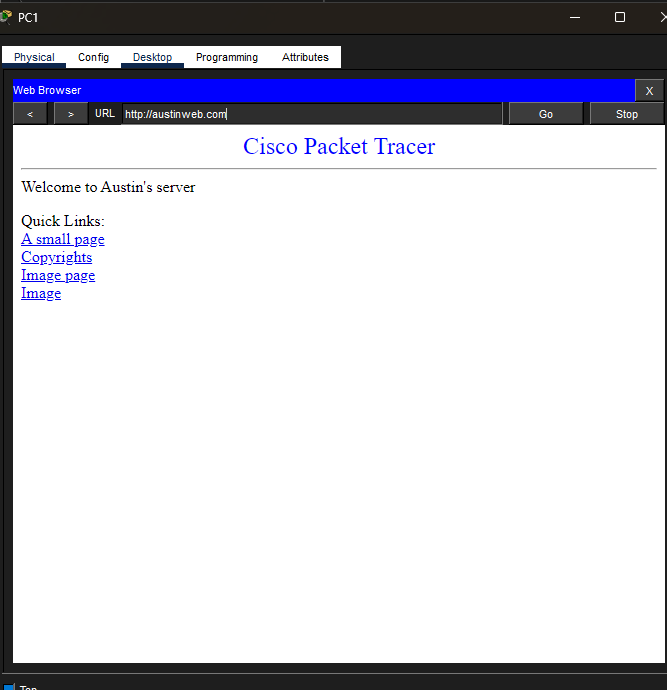 PC1
Physical Config Desktop Programming Attributes
Web Browser X
< > URL http://austinweb.com Go Stop
Cisco Packet Tracer
Welcome to Austin's server
Quick Links:
A small page
Copyrights
Image page
Image
Top